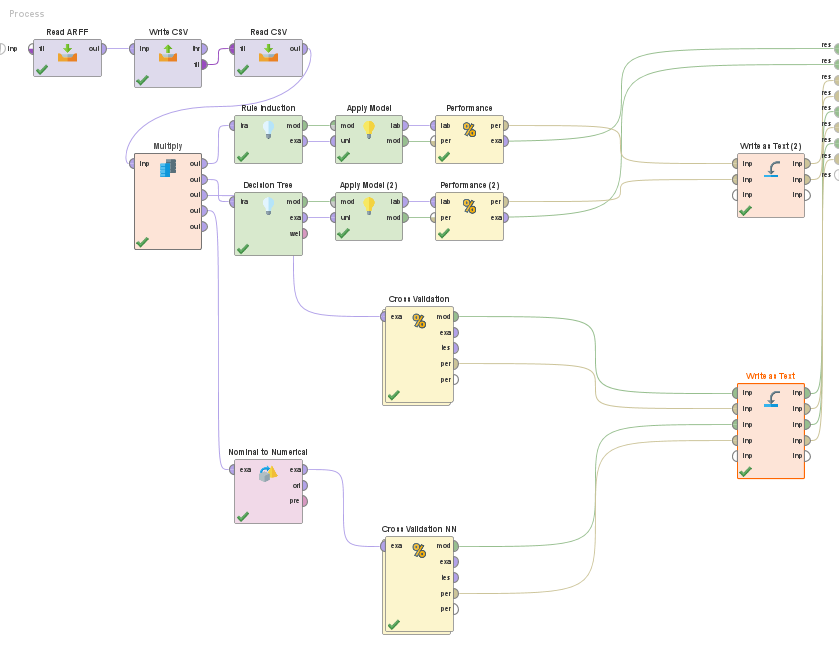 Process
Read ARFF
Write CSV
Read CSV
inp
fil
out
inp
thr
fil
fil
out
res
res
res
res
res
res
res
res
res
Rule Induction
Apply Model
Performance
tra
mod
exa
mod
unl
lab
mod
lab
per
per
exa
Multiply
inp
out
out
out
out
out
Write as Text (2)
inp
inp
inp
inp
inp
inp
Decision Tree
Apply Model (2)
Performance (2)
tra
mod
exa
wei
mod
unl
lab
mod
lab
per
per
exa
Cross Validation
exa
mod
exa
tes
per
per
Write as Text
inp
inp
inp
inp
inp
inp
inp
inp
inp
inp
Nominal to Numerical
exa
exa
ori
pre
Cross Validation NN
exa
mod
exa
tes
per
per